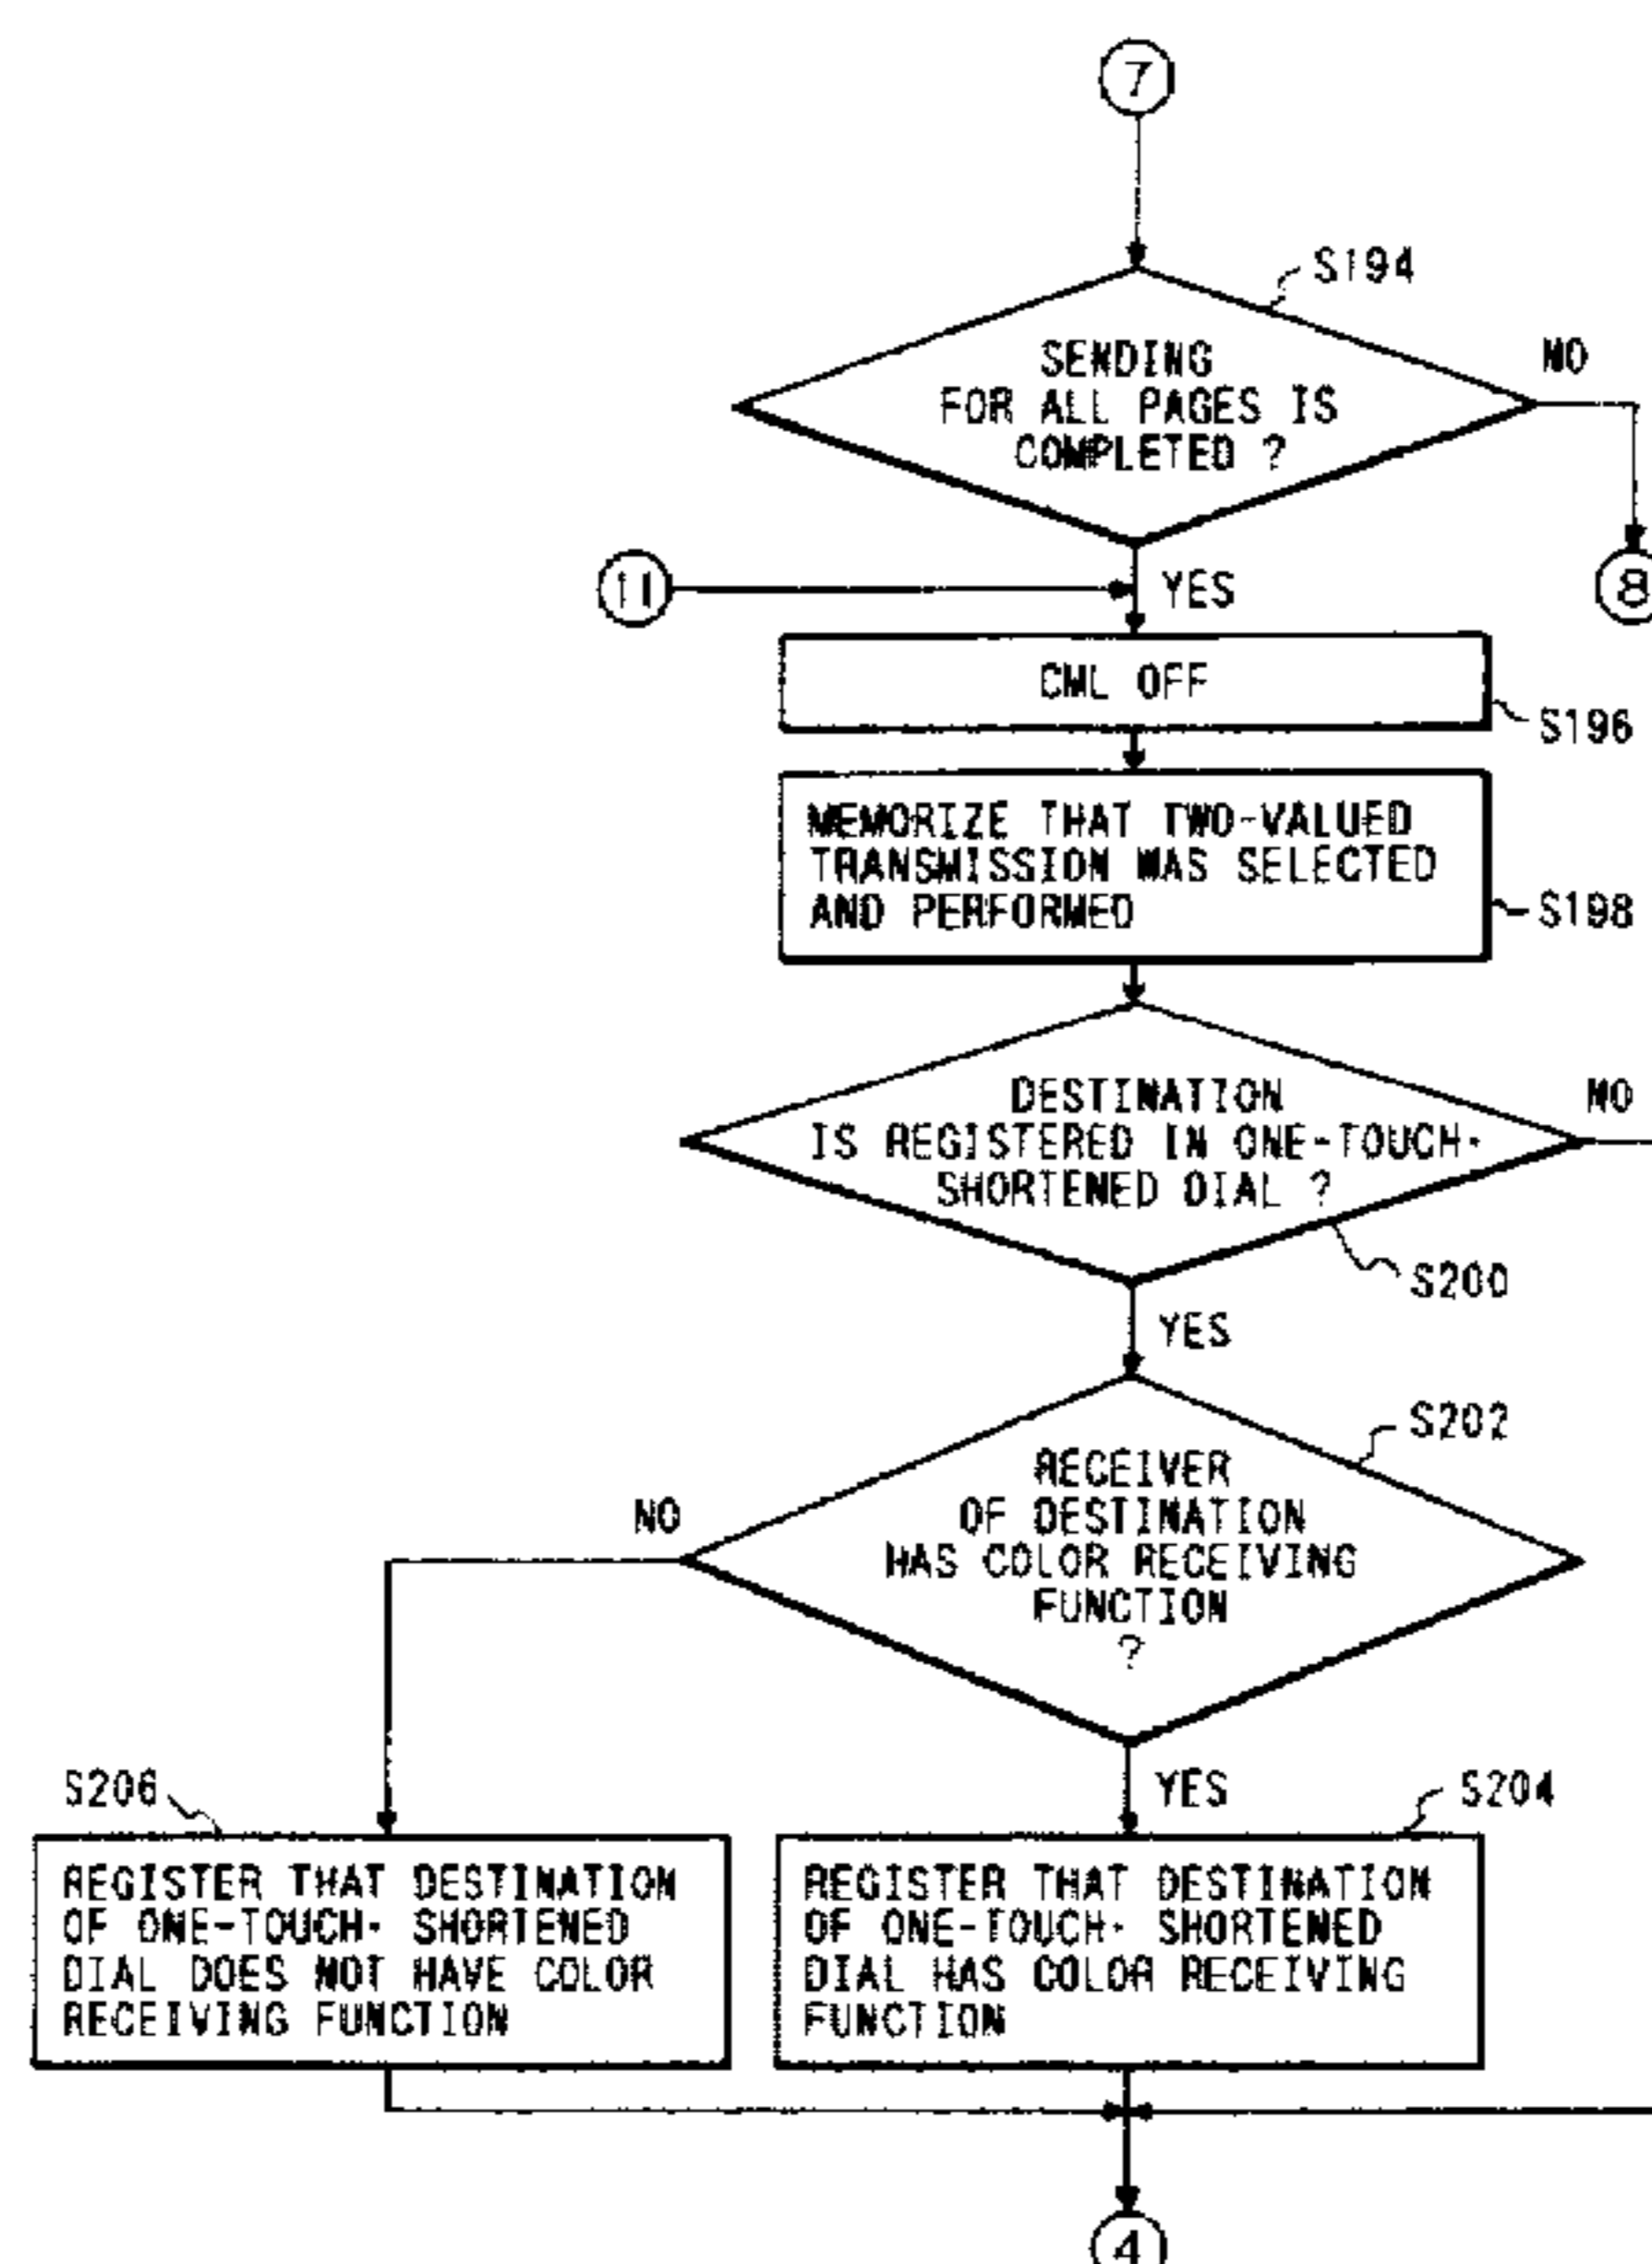 7
S194
SENDING
FOR ALL PAGES IS
COMPLETED ?
NO
11
YES
8
CML OFF
S196
MEMORIZE THAT TWO-VALUED
TRANSMISSION WAS SELECTED
AND PERFORMED
S198
DESTINATION
IS REGISTERED IN ONE-TOUCH·
SHORTENED DIAL ?
NO
S200
YES
S202
RECEIVER
OF DESTINATION
HAS COLOR RECEIVING
FUNCTION
?
NO
YES
S206
S204
REGISTER THAT DESTINATION
OF ONE-TOUCH· SHORTENED
DIAL DOES NOT HAVE COLOR
RECEIVING FUNCTION
REGISTER THAT DESTINATION
OF ONE-TOUCH· SHORTENED
DIAL HAS COLOR RECEIVING
FUNCTION
4